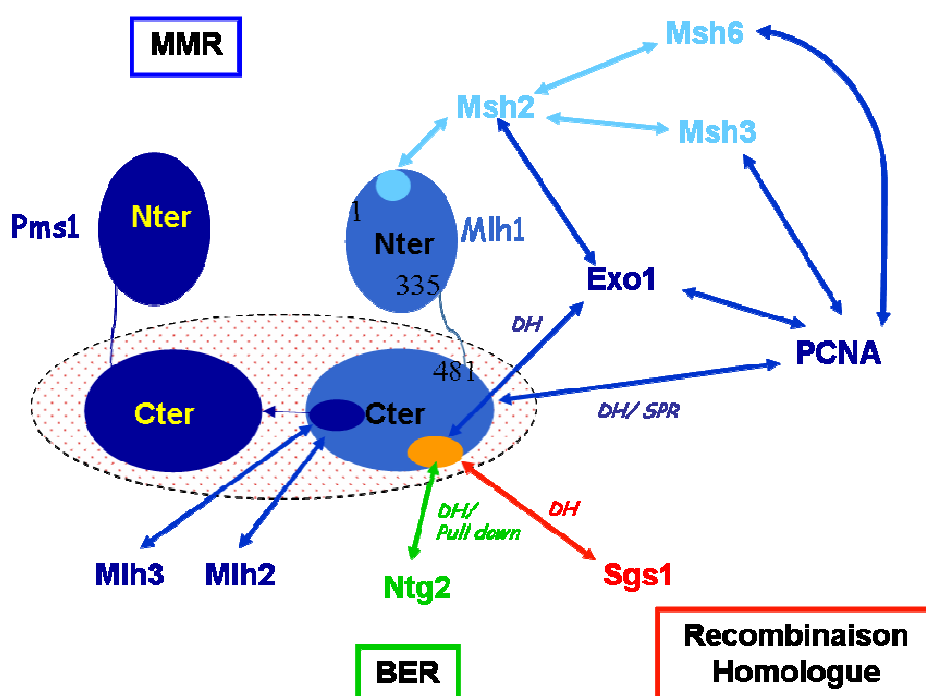 MMR
Msh6
Msh2
Msh3
Pms1
Nter
1
Nter
Mlh1
335
Exo1
DH
PCNA
481
Cter
Cter
DH/ SPR
DH/
Pull down
DH
Mlh3
Mlh2
Ntg2
Sgs1
BER
Recombinaison
Homologue